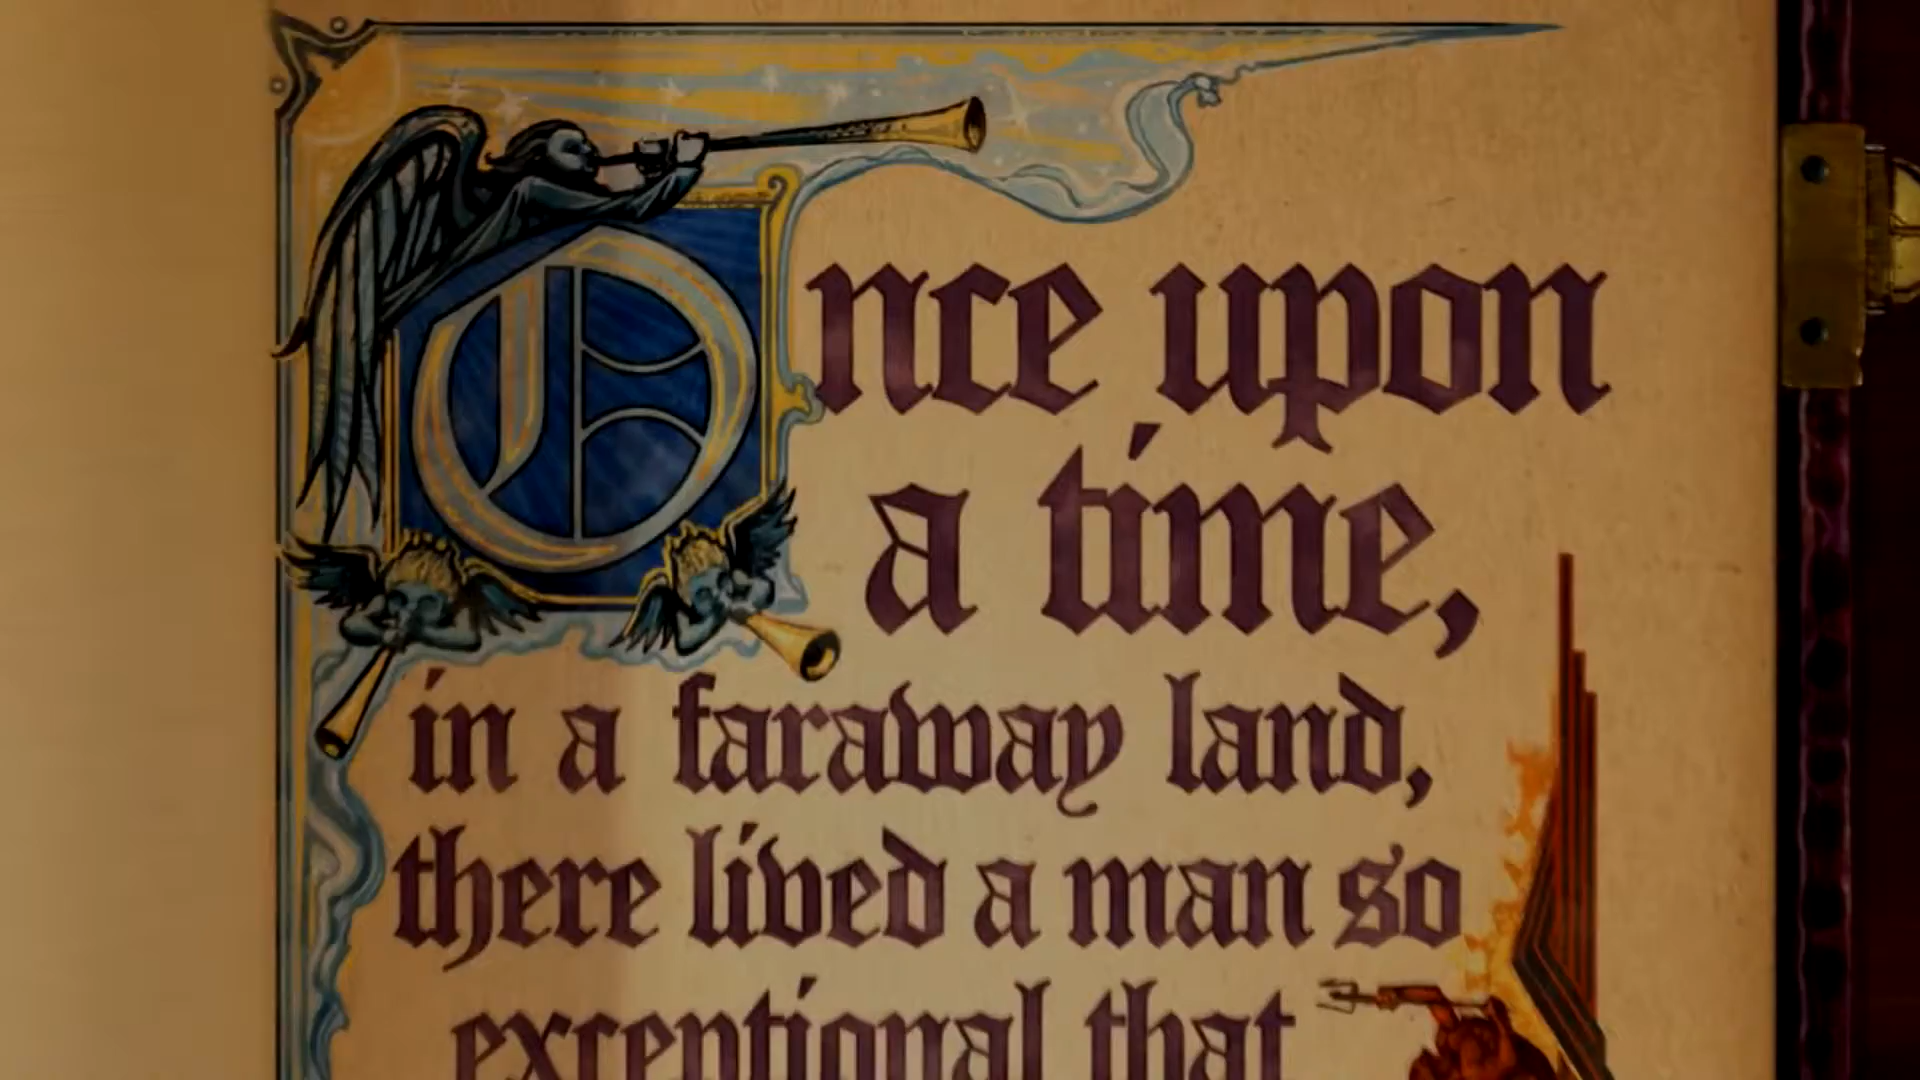 Once upon
a time,
in a faraway land,
there lived a man so
exceptional that